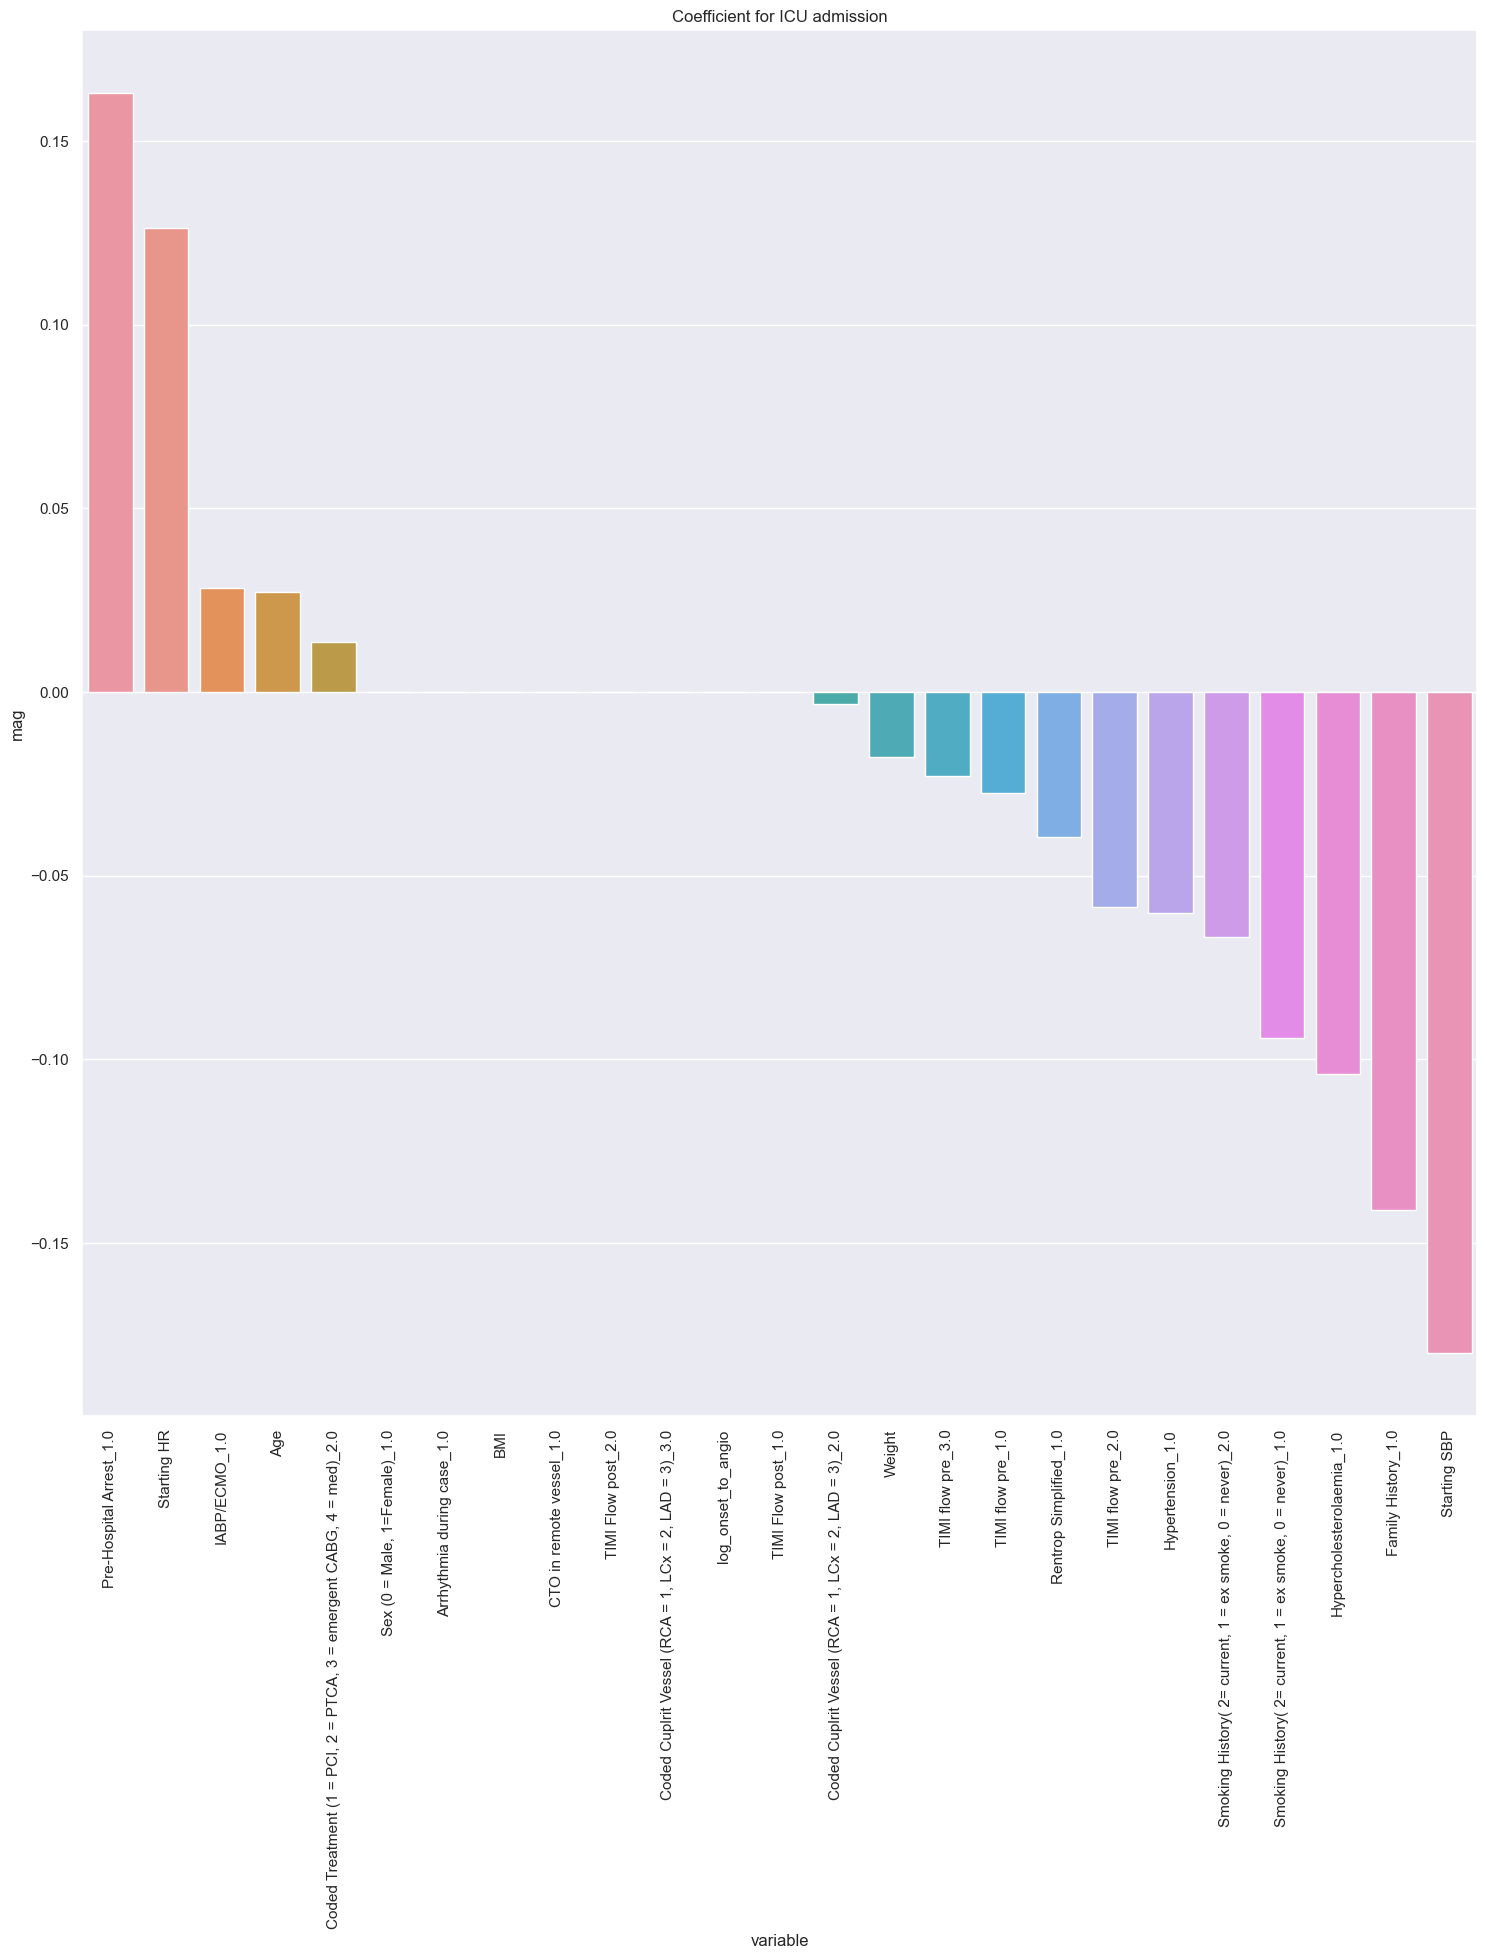 Coefficient for ICU admission
0.15
0.10
0.05
0.00
−0.05
−0.10
−0.15
mag
Pre-Hospital Arrest_1.0
Starting HR
IABP/ECMO_1.0
Age
Coded Treatment (1 = PCI, 2 = PTCA, 3 = emergent CABG, 4 = med)_2.0
Sex (0 = Male, 1=Female)_1.0
Arrhythmia during case_1.0
BMI
CTO in remote vessel_1.0
TIMI Flow post_2.0
Coded Cuplrit Vessel (RCA = 1, LCx = 2, LAD = 3)_3.0
log_onset_to_angio
TIMI Flow post_1.0
Coded Cuplrit Vessel (RCA = 1, LCx = 2, LAD = 3)_2.0
Weight
TIMI flow pre_3.0
TIMI flow pre_1.0
Rentrop Simplified_1.0
TIMI flow pre_2.0
Hypertension_1.0
Smoking History( 2= current, 1 = ex smoke, 0 = never)_2.0
Smoking History( 2= current, 1 = ex smoke, 0 = never)_1.0
Hypercholesterolaemia_1.0
Family History_1.0
Starting SBP
variable